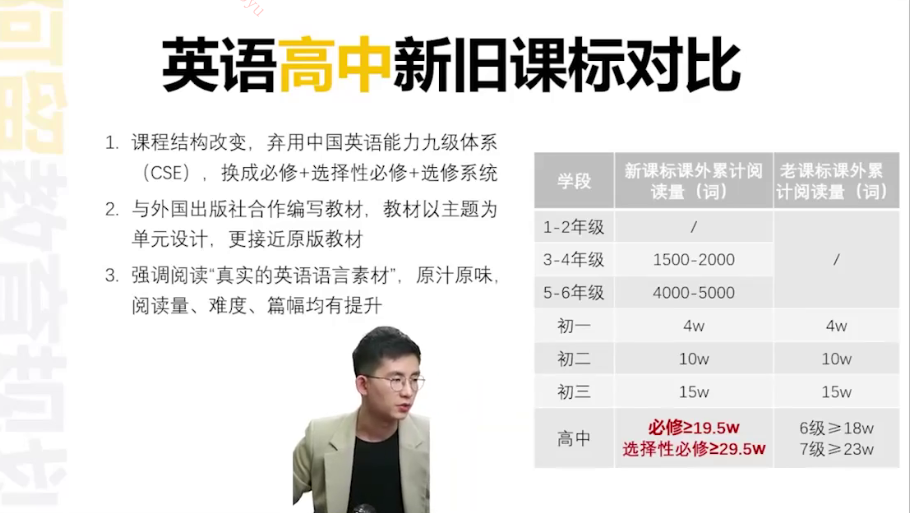 英语高中新旧课标对比
1. 课程结构改变，弃用中国英语能力九级体系
（CSE），换成必修+选择性必修+选修系统
2. 与外国出版社合作编写教材，教材以主题为
单元设计，更接近原版教材
3. 强调阅读“真实的英语语言素材”，原汁原味，
阅读量、难度、篇幅均有提升
学段 新课标课外累计阅读量（词） 老课标课外累计阅读量（词）
1-2年级 / /
3-4年级 1500-2000
5-6年级 4000-5000
初一 4w 4w
初二 10w 10w
初三 15w 15w
高中 必修≥19.5w 6级≥18w
选择性必修≥29.5w 7级≥23w
教育规划